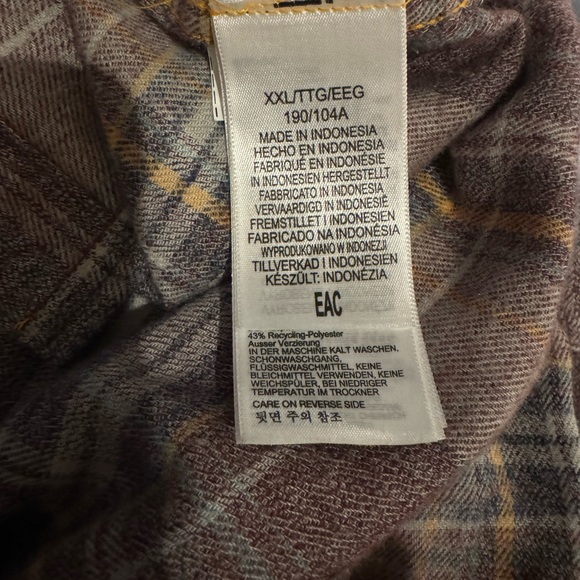 XXL/TTG/EEG
190/104A
MADE IN INDONESIA
HECHO EN INDONESIA
FABRIQUÉ EN INDONÉSIE
IN INDONESIEN HERGESTELLT
FABBRICATO IN INDONESIA
VERVAARDIGD IN INDONESIË
FREMSTILLET I INDONESIEN
FABRICADO NA INDONÉSIA
WYPRODUKOWANO W INDONEZJI
TILLVERKAD I INDONESIEN
KÉSZÜLT: INDONÉZIA
EAC
43% Recycling-Polyester
Ausser Verzierung
IN DER MASCHINE KALT WASCHEN,
SCHONWASCHGANG,
FLÜSSIGWASCHMITTEL, KEINE
BLEICHMITTEL VERWENDEN, KEINE
WEICHSPÜLER, BEI NIEDRIGER
TEMPERATUR IM TROCKNER
CARE ON REVERSE SIDE
뒷면 주의 참조